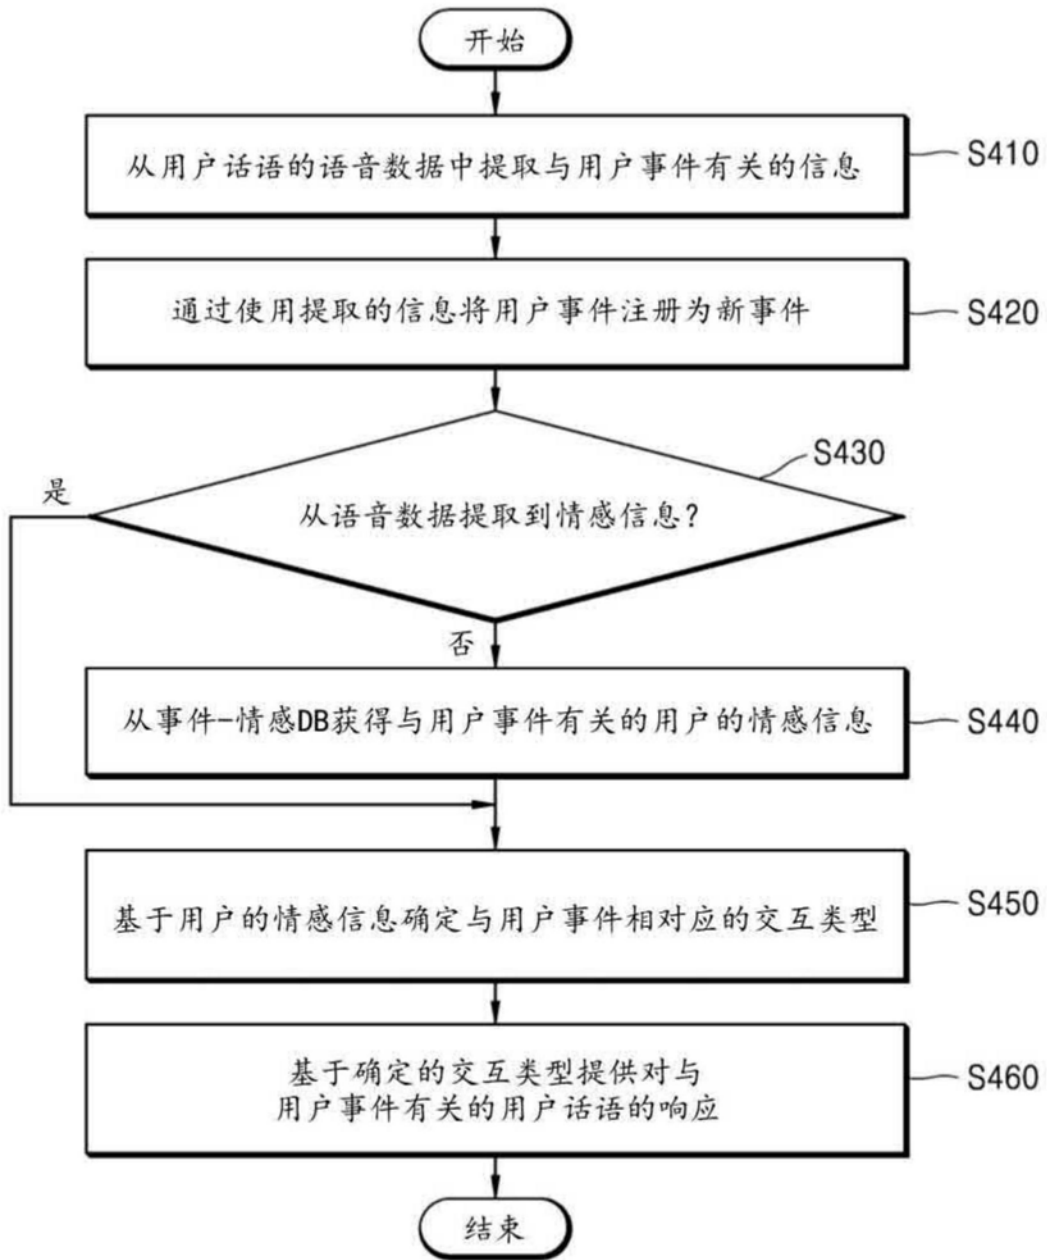 开始
从用户话语的语音数据中提取与用户事件有关的信息
S410
通过使用提取的信息将用户事件注册为新事件
S420
S430
是
从语音数据提取到情感信息?
否
从事件-情感DB获得与用户事件有关的用户的情感信息
S440
基于用户的情感信息确定与用户事件相对应的交互类型
S450
基于确定的交互类型提供对与
用户事件有关的用户话语的响应
S460
结束